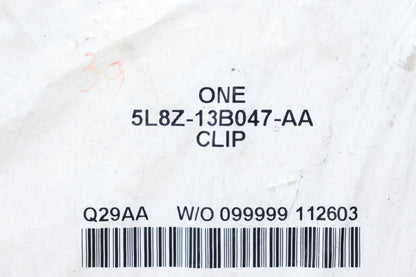 39
ONE
5L8Z-13B047-AA
CLIP
Q29AA W/O 099999 112603